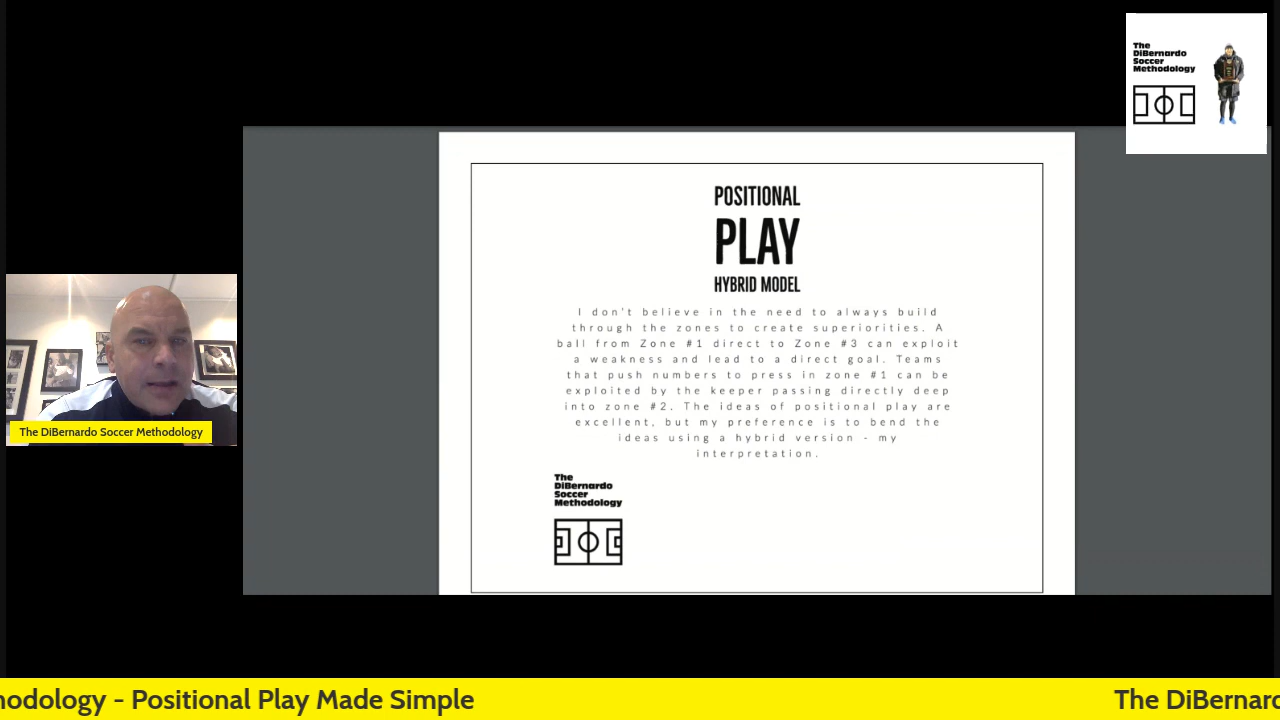 The
DiBernardo
Soccer
Methodology
POSITIONAL
PLAY
HYBRID MODEL
I don't believe in the need to always build
through the zones to create superiorities. A
ball from Zone #1 direct to Zone #3 can exploit
a weakness and lead to a direct goal. Teams
that push numbers to press in zone #1 can be
exploited by the keeper passing directly deep
into zone #2. The ideas of positional play are
excellent, but my preference is to bend the
ideas using a hybrid version - my
interpretation.
The DiBernardo Soccer Methodology
The
DiBernardo
Soccer
Methodology
hodology - Positional Play Made Simple
The DiBernard